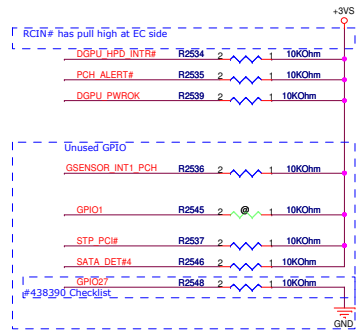 +3VS
RCIN# has pull high at EC side
DGPU_HPD_INTR# R2534 2 1 10KOhm
PCH_ALERT# R2535 2 1 10KOhm
DGPU_PWROK R2539 2 1 10KOhm
Unused GPIO
GSENSOR_INT1_PCH R2536 2 1 10KOhm
GPIO1 R2545 2 @ 1 10KOhm
STP_PCI# R2537 2 1 10KOhm
SATA_DET#4 R2546 2 1 10KOhm
GPIO27 R2548 2 1 10KOhm
#438390 Checklist
GND